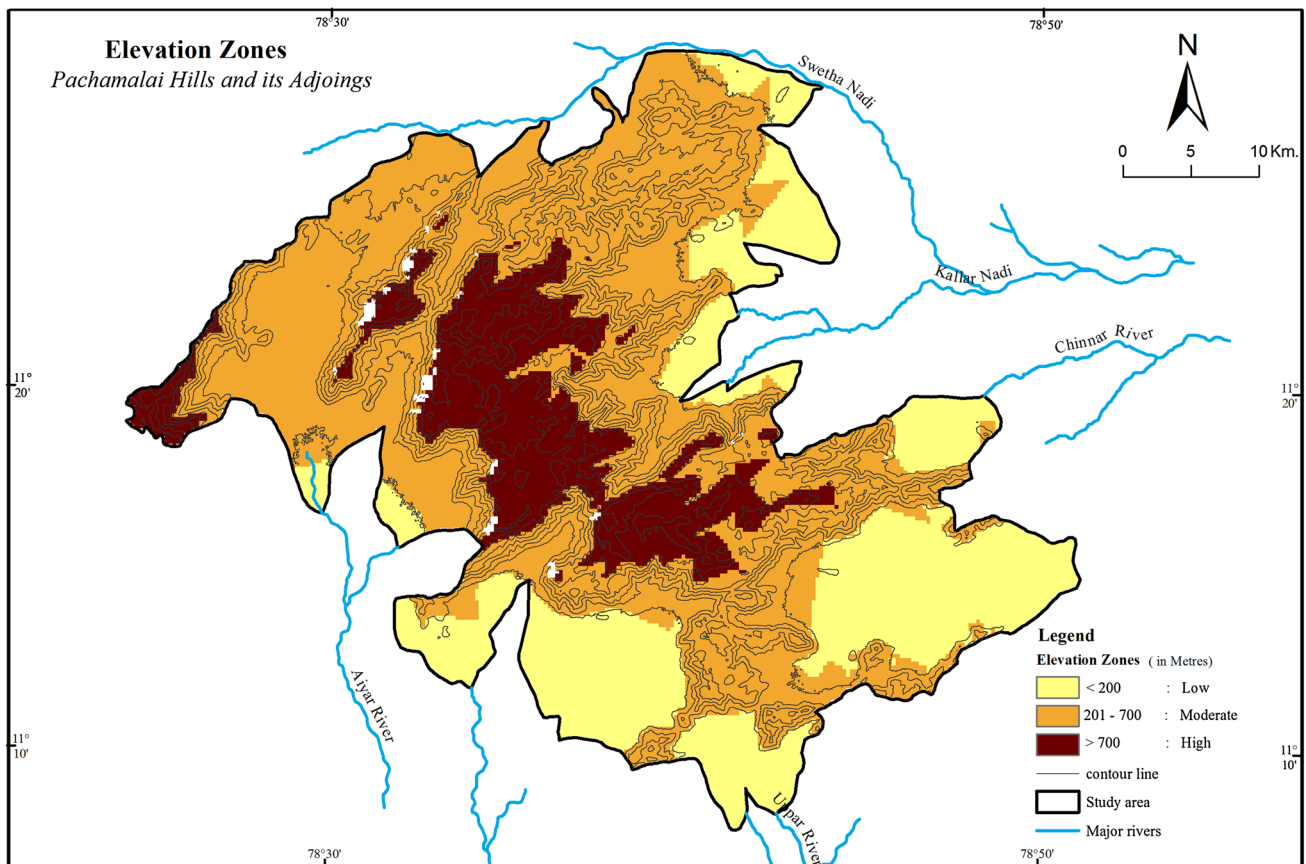 78°30'
78°50'
Elevation Zones
Pachamalai Hills and its Adjoings
N
0 5 10 Km.
Swetha Nadi
Kallar Nadi
Chinnar River
11°
20'
11°
20'
Aiyar River
Uppar River
11°
10'
11°
10'
Legend
Elevation Zones ( in Metres)
< 200 : Low
201 - 700 : Moderate
> 700 : High
contour line
Study area
Major rivers
78°30'
78°50'